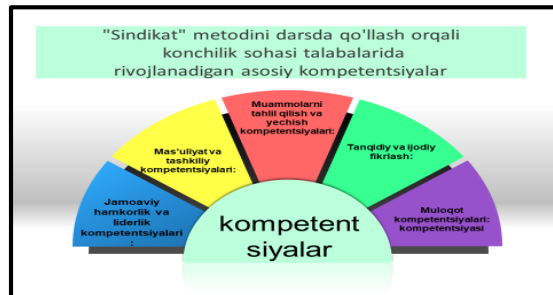 "Sindikat" metodini darsda qo'llash orqali
konchilik sohasi talabalarida
rivojlanadigan asosiy kompetentsiyalar
Jamoaviy
hamkorlik va
liderlik
kompetentsiyalari
:
Mas'uliyat va
tashkiliy
kompetentsiyalari:
Muammolarni
tahlil qilish va
yechish
kompetentsiyalari:
Tanqidiy va ijodiy
fikrlash:
Muloqot
kompetentsiyalari:
kompetentsiyasi
kompetent
siyalar